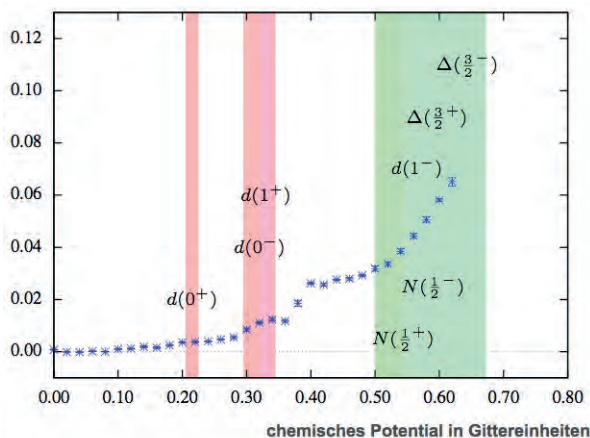 0.12
0.10
0.08
0.06
0.04
0.02
0.00
Δ(3/2⁻)
Δ(3/2⁺)
d(1⁻)
d(1⁺)
d(0⁻)
d(0⁺)
N(1/2⁻)
N(1/2⁺)
0.00 0.10 0.20 0.30 0.40 0.50 0.60 0.70 0.80
chemisches Potential in Gittereinheiten